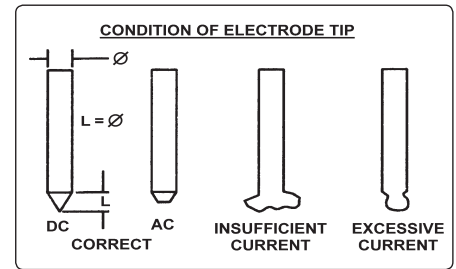 CONDITION OF ELECTRODE TIP
Ø
L = Ø
L
DC
AC
CORRECT
INSUFFICIENT
CURRENT
EXCESSIVE
CURRENT